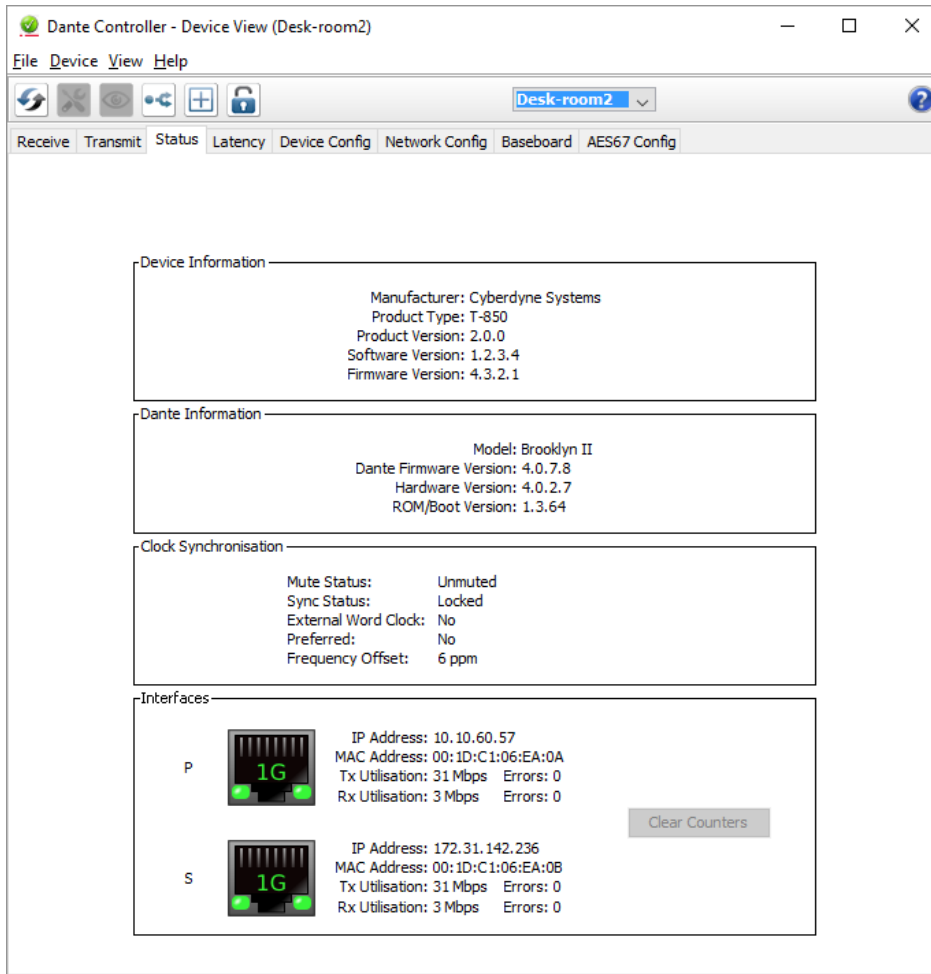 Dante Controller - Device View (Desk-room2)
File Device View Help
Desk-room2
?
Receive Transmit Status Latency Device Config Network Config Baseboard AES67 Config
Device Information
Manufacturer: Cyberdyne Systems
Product Type: T-850
Product Version: 2.0.0
Software Version: 1.2.3.4
Firmware Version: 4.3.2.1
Dante Information
Model: Brooklyn II
Dante Firmware Version: 4.0.7.8
Hardware Version: 4.0.2.7
ROM/Boot Version: 1.3.64
Clock Synchronisation
Mute Status: Unmuted
Sync Status: Locked
External Word Clock: No
Preferred: No
Frequency Offset: 6 ppm
Interfaces
P
1G
IP Address: 10.10.60.57
MAC Address: 00:1D:C1:06:EA:0A
Tx Utilisation: 31 Mbps Errors: 0
Rx Utilisation: 3 Mbps Errors: 0
Clear Counters
S
1G
IP Address: 172.31.142.236
MAC Address: 00:1D:C1:06:EA:0B
Tx Utilisation: 31 Mbps Errors: 0
Rx Utilisation: 3 Mbps Errors: 0